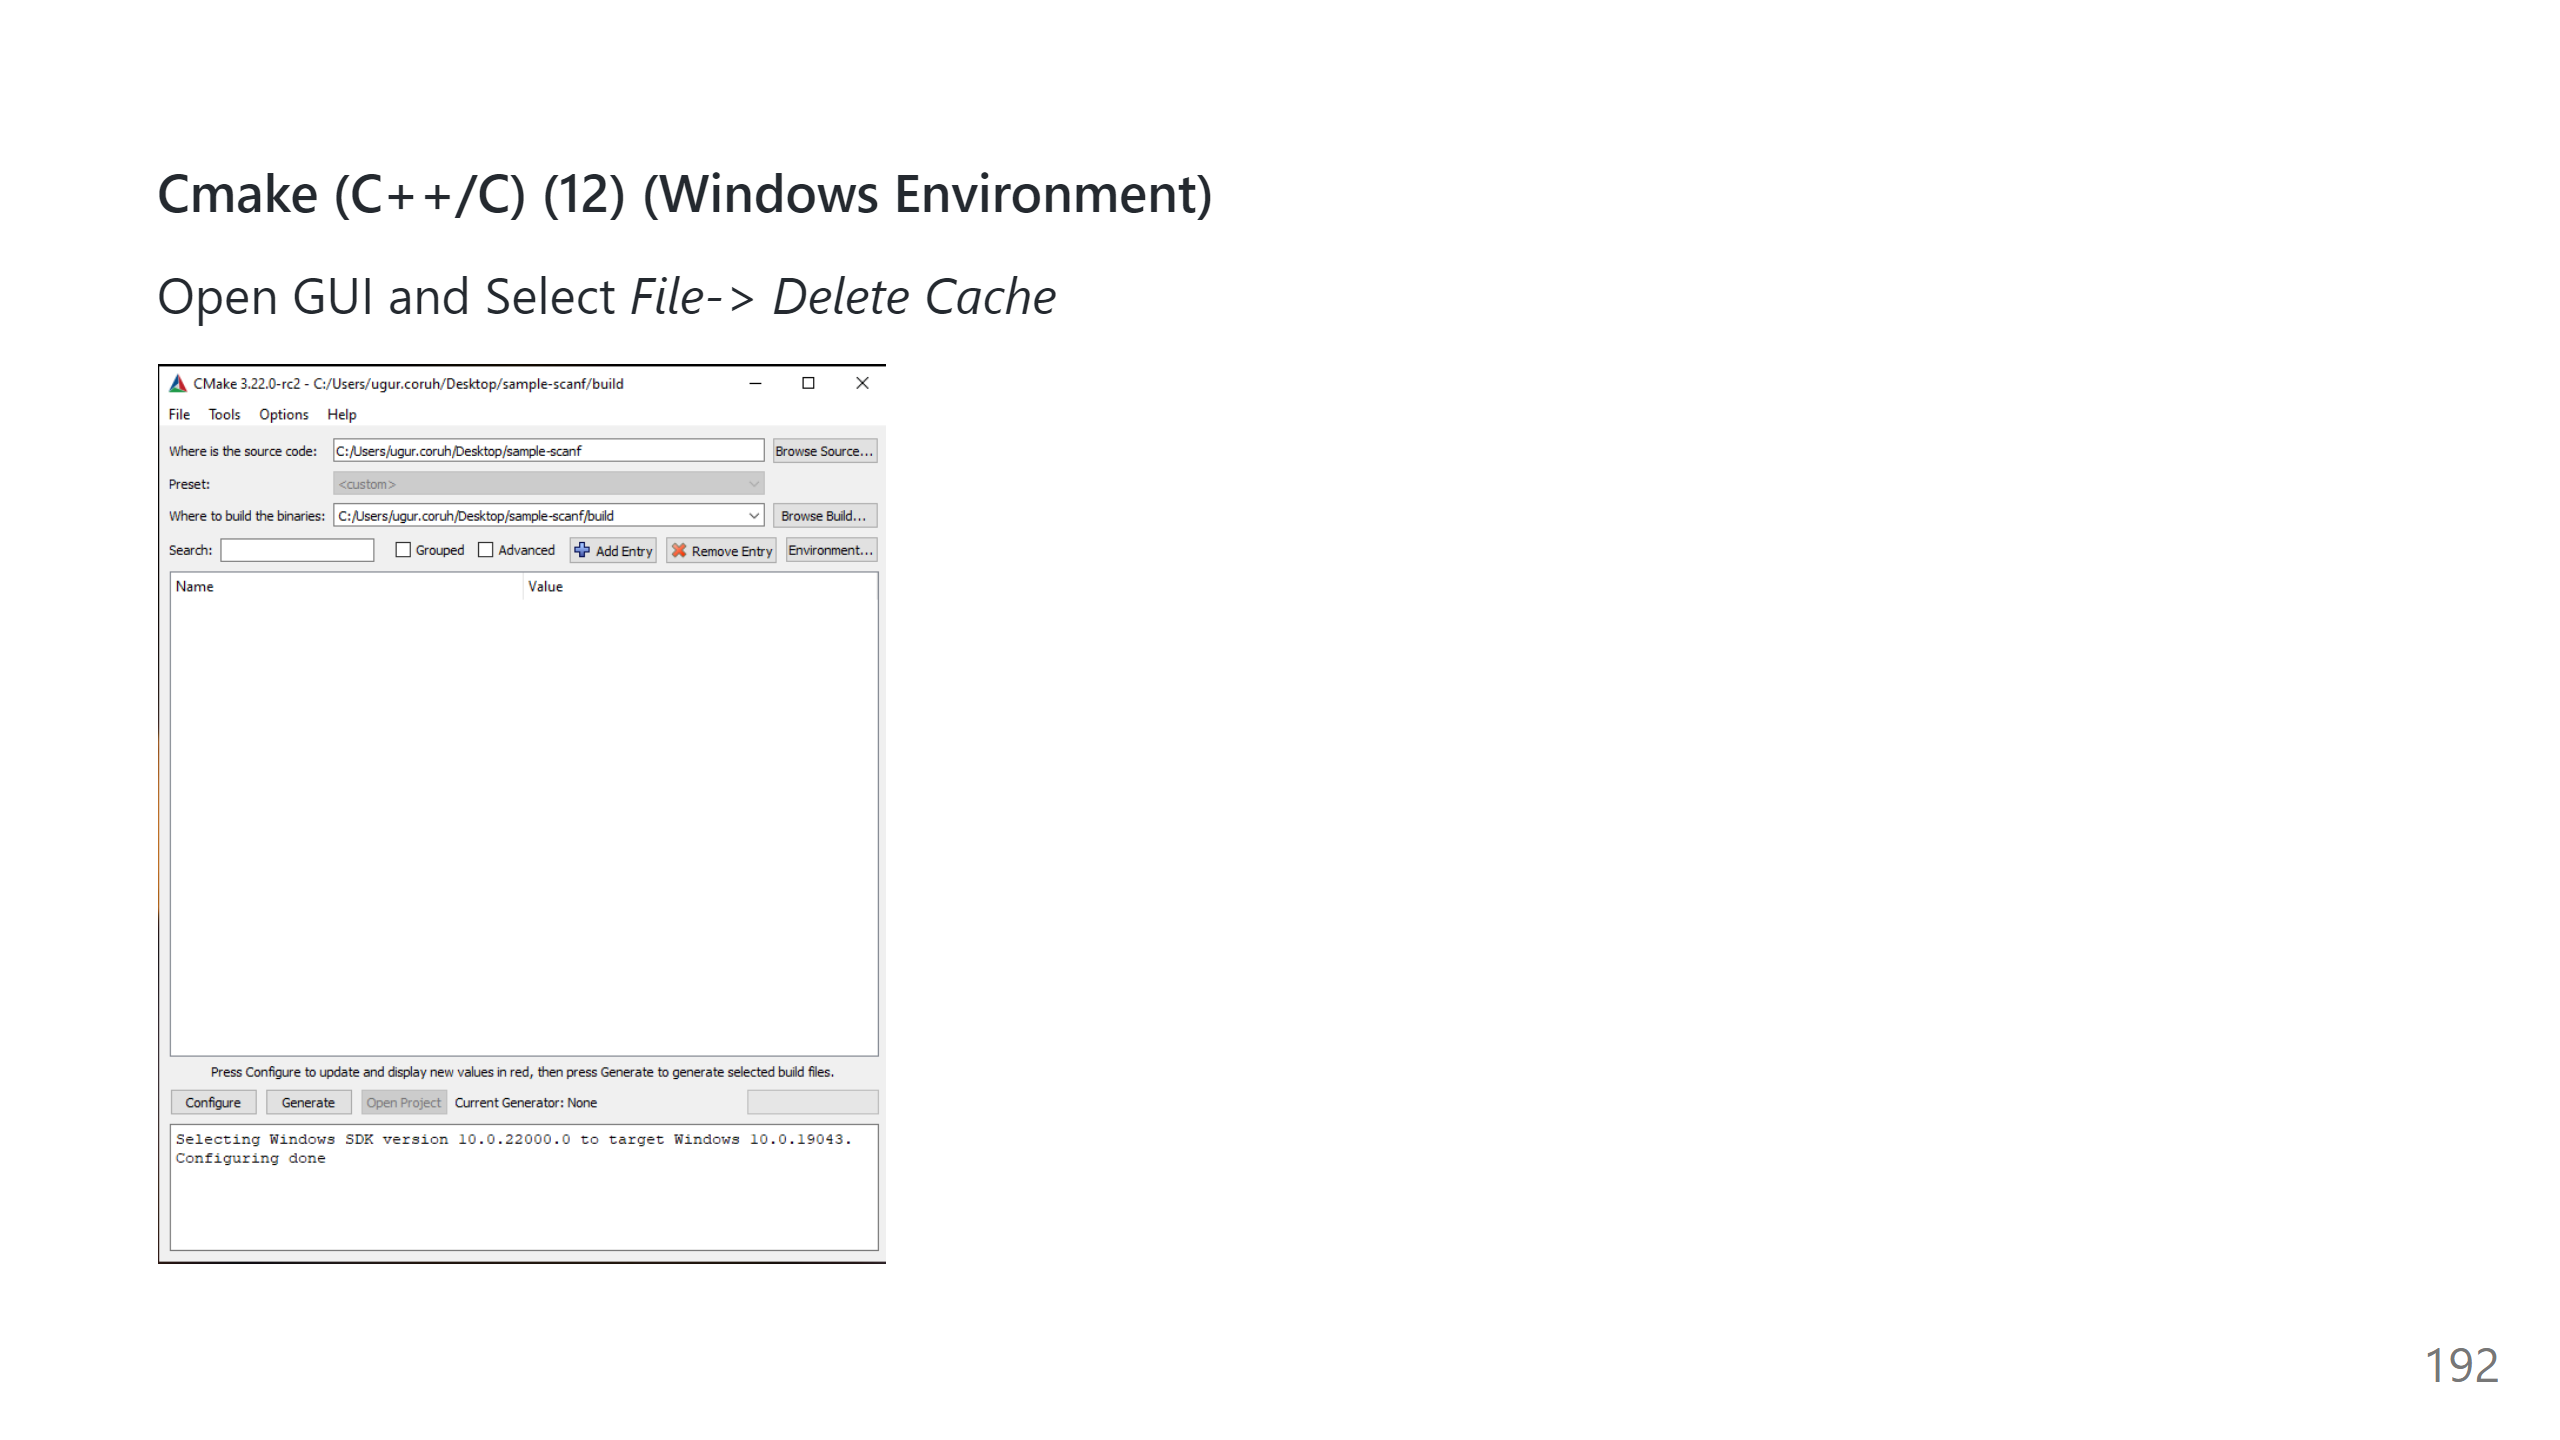 Cmake (C++/C) (12) (Windows Environment)
Open GUI and Select File-> Delete Cache
CMake 3.22.0-rc2 - C:/Users/ugur.coruh/Desktop/sample-scanf/build
File Tools Options Help
Where is the source code: C:/Users/ugur.coruh/Desktop/sample-scanf Browse Source...
Preset: <custom>
Where to build the binaries: C:/Users/ugur.coruh/Desktop/sample-scanf/build Browse Build...
Search: Grouped Advanced Add Entry Remove Entry Environment...
Name Value
Press Configure to update and display new values in red, then press Generate to generate selected build files.
Configure Generate Open Project Current Generator: None
Selecting Windows SDK version 10.0.22000.0 to target Windows 10.0.19043.
Configuring done
192